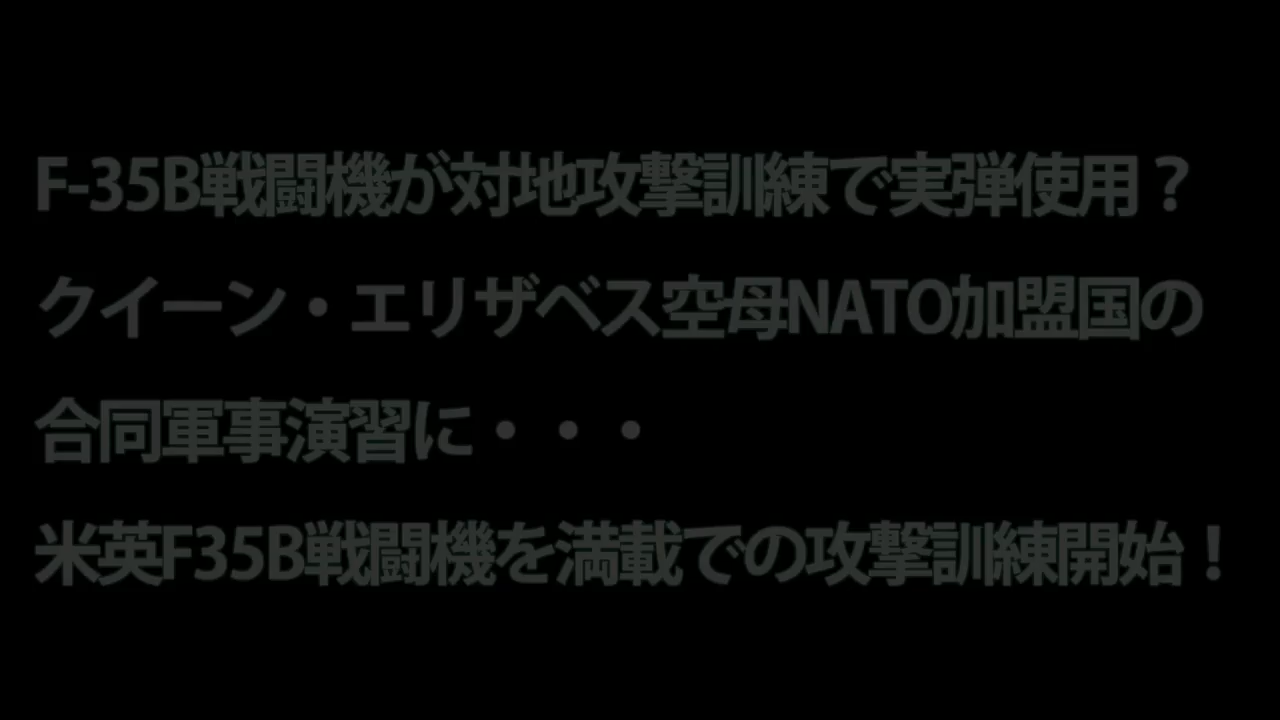 F-35B戦闘機が対地攻撃訓練で実弾使用？
クイーン・エリザベス空母NATO加盟国の
合同軍事演習に・・・
米英F35B戦闘機を満載での攻撃訓練開始！